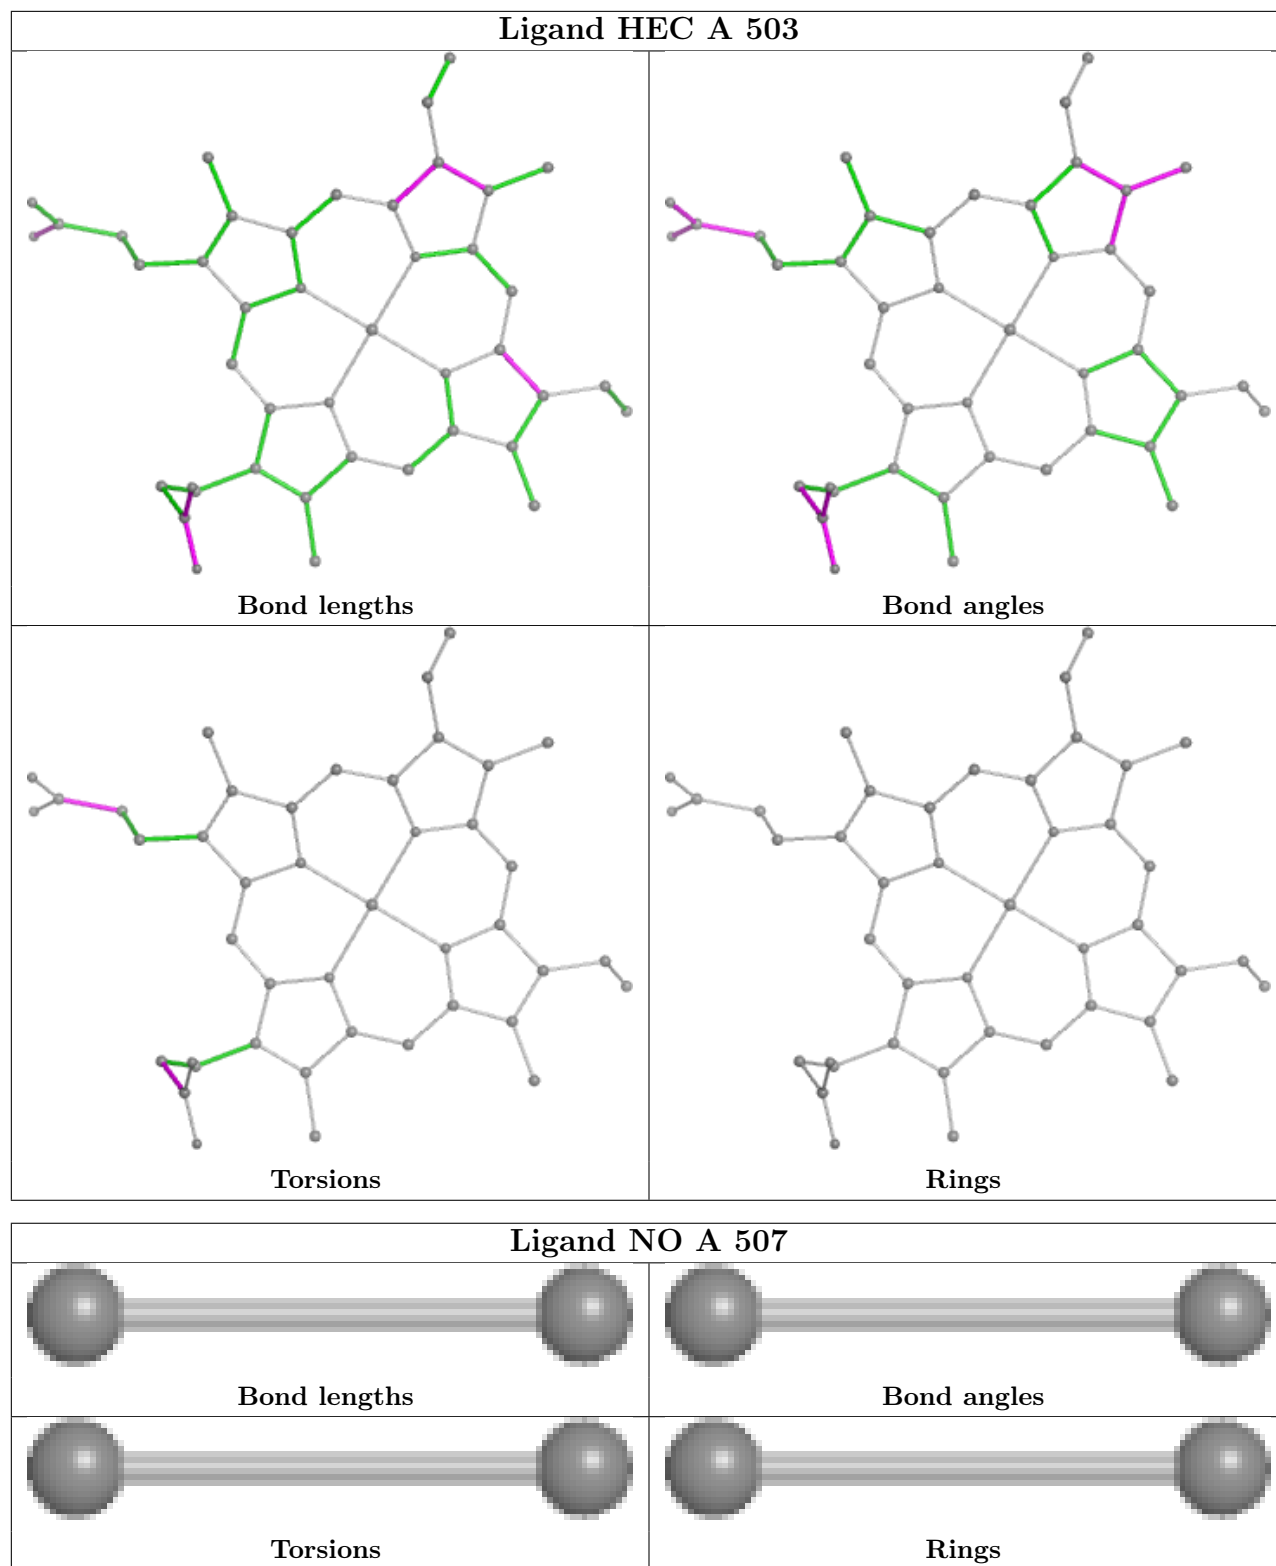 Ligand HEC A 503
Bond lengths
Bond angles
Torsions
Rings
Ligand NO A 507
Bond lengths
Bond angles
Torsions
Rings